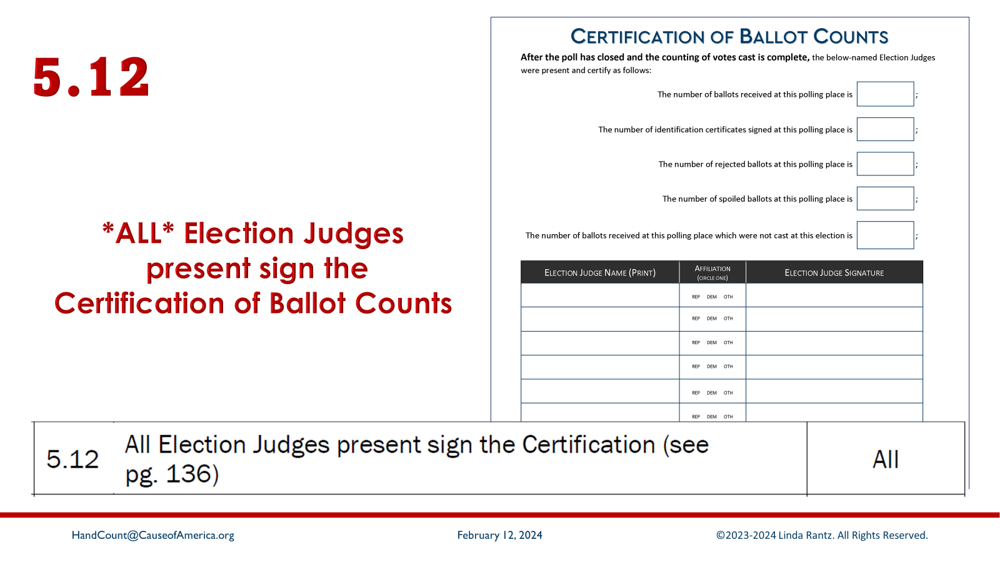 5.12
*ALL* Election Judges
present sign the
Certification of Ballot Counts
CERTIFICATION OF BALLOT COUNTS
After the poll has closed and the counting of votes cast is complete, the below-named Election Judges
were present and certify as follows:
The number of ballots received at this polling place is ;
The number of identification certificates signed at this polling place is ;
The number of rejected ballots at this polling place is ;
The number of spoiled ballots at this polling place is ;
The number of ballots received at this polling place which were not cast at this election is ;
ELECTION JUDGE NAME (PRINT) AFFILIATION (CIRCLE ONE) ELECTION JUDGE SIGNATURE
REP DEM OTH
REP DEM OTH
REP DEM OTH
REP DEM OTH
REP DEM OTH
REP DEM OTH
5.12 All Election Judges present sign the Certification (see
pg. 136) All
HandCount@CauseofAmerica.org February 12, 2024 ©2023-2024 Linda Rantz. All Rights Reserved.